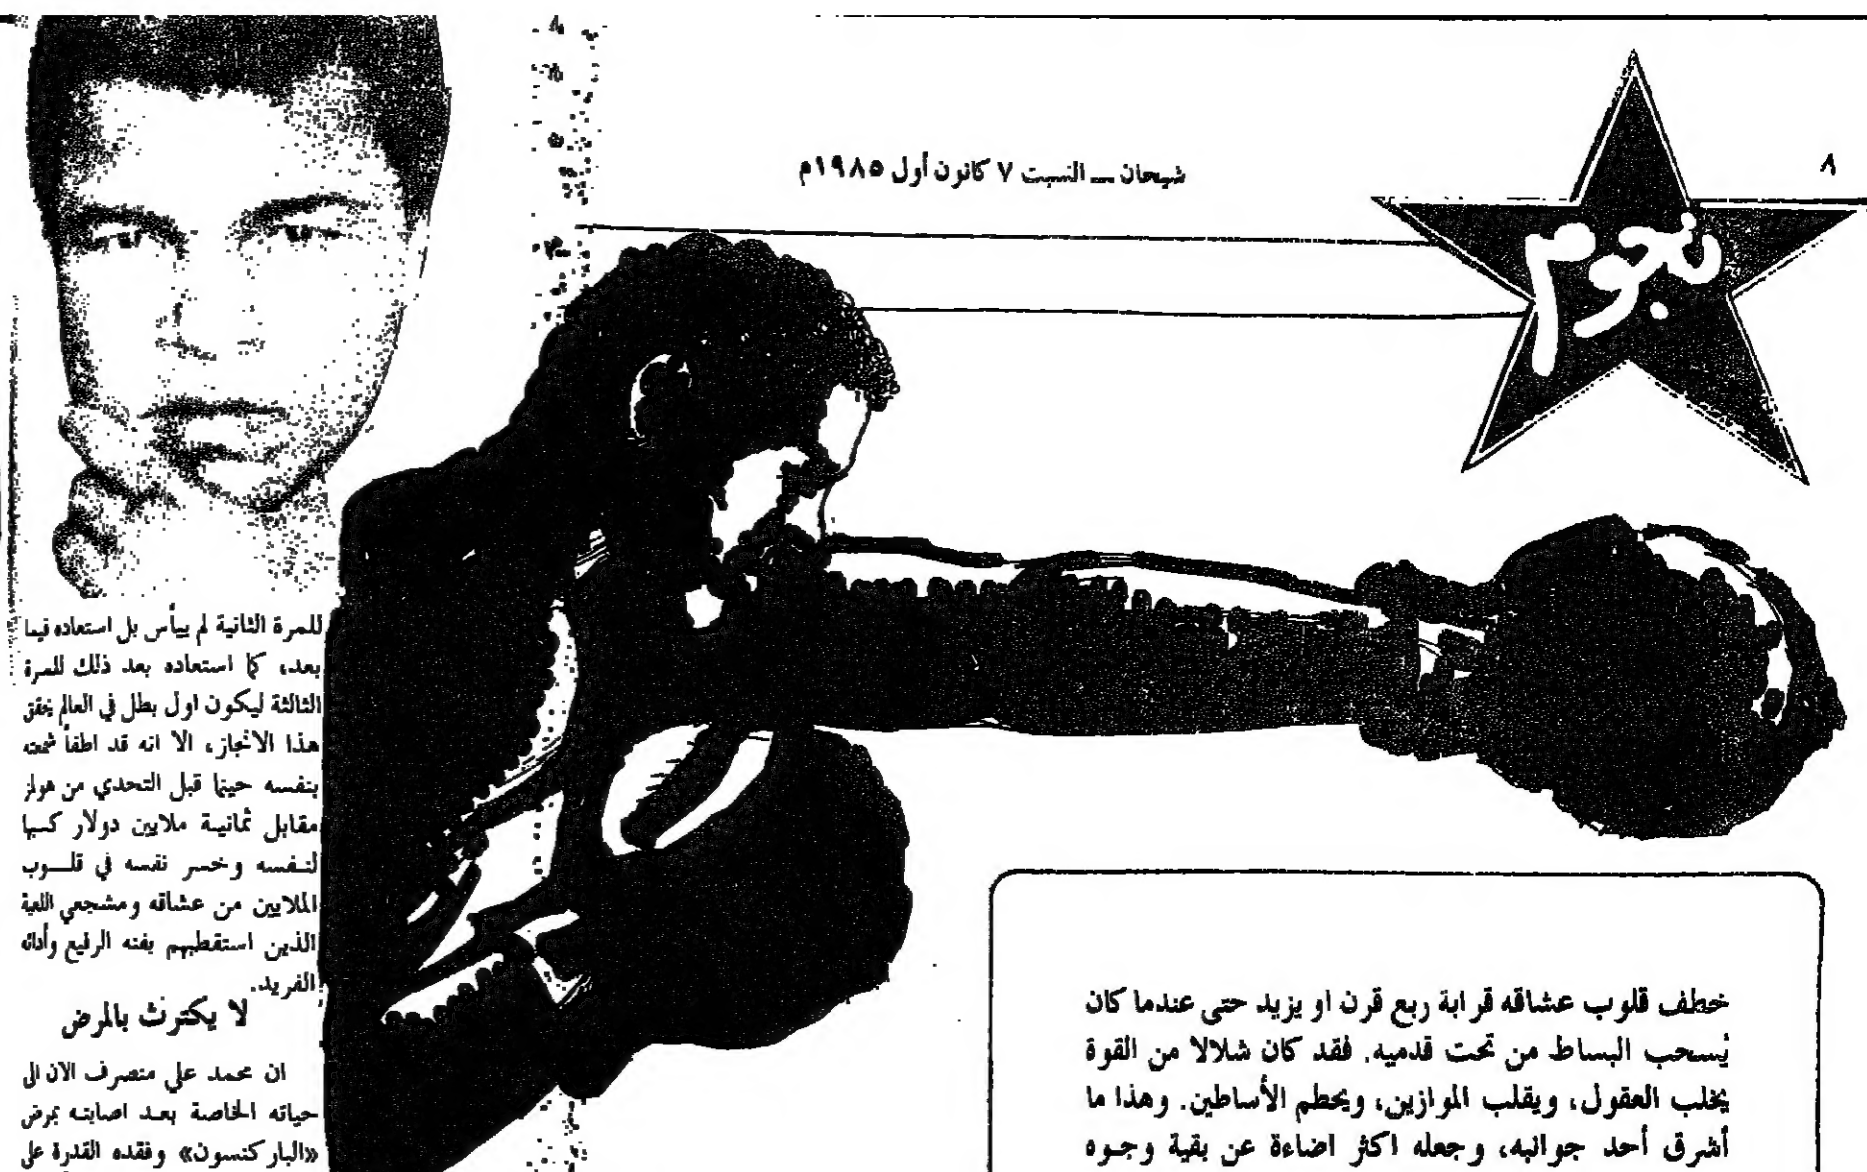 ٨
شيحان — السبت ٧ كانون أول ١٩٨٥م
نجوم
خطف قلوب عشاقه قرابة ربع قرن او يزيد حتى عندما كان
يُسحب البساط من تحت قدميه. فقد كان شلالا من القوة
يخلب العقول، ويقلب الموازين، ويحطم الأساطين. وهذا ما
أشرق أحد جوانبه، وجعله اكثر اضاءة عن بقية وجوه
للمرة الثانية لم ييأس بل استعاده فيما
بعد، كما استعاده بعد ذلك للمرة
الثالثة ليكون اول بطل في العالم يحقق
هذا الانجاز، الا انه قد اطفأ شمعته
بنفسه حينما قبل التحدي من هولمز
مقابل ثمانية ملايين دولار كسبها
لنفسه وخسر نفسه في قلوب
الملايين من عشاقه ومشجعي اللعبة
الذين استقطبهم بفنه الرفيع وأدائه
الفريد.
لا يكترث بالمرض
ان محمد علي منصرف الان الى
حياته الخاصة بعد اصابته بمرض
«الباركنسون» وفقده القدرة على